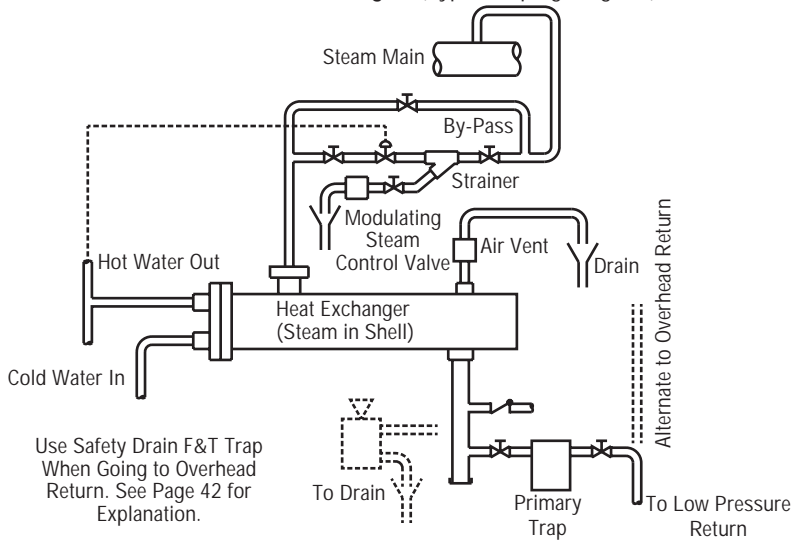 Steam Main
By-Pass
Strainer
Modulating
Steam
Control Valve
Air Vent
Drain
Hot Water Out
Heat Exchanger
(Steam in Shell)
Cold Water In
Alternate to Overhead Return
Use Safety Drain F&T Trap
When Going to Overhead
Return. See Page 42 for
Explanation.
To Drain
Primary
Trap
To Low Pressure
Return